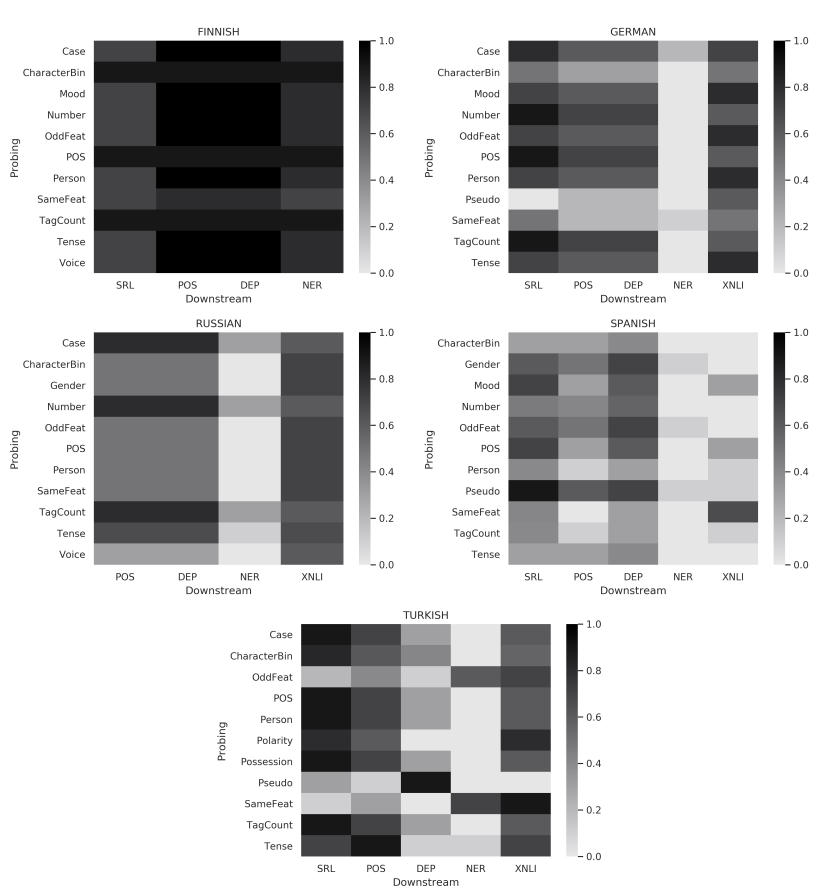 FINNISH
Probing
Case
CharacterBin
Mood
Number
OddFeat
POS
Person
SameFeat
TagCount
Tense
Voice
SRL POS DEP NER
Downstream
1.0
0.8
0.6
0.4
0.2
0.0
GERMAN
Probing
Case
CharacterBin
Mood
Number
OddFeat
POS
Person
Pseudo
SameFeat
TagCount
Tense
SRL POS DEP NER XNLI
Downstream
1.0
0.8
0.6
0.4
0.2
0.0
RUSSIAN
Probing
Case
CharacterBin
Gender
Number
OddFeat
POS
Person
SameFeat
TagCount
Tense
Voice
POS DEP NER XNLI
Downstream
1.0
0.8
0.6
0.4
0.2
0.0
SPANISH
Probing
CharacterBin
Gender
Mood
Number
OddFeat
POS
Person
Pseudo
SameFeat
TagCount
Tense
SRL POS DEP NER XNLI
Downstream
1.0
0.8
0.6
0.4
0.2
0.0
TURKISH
Probing
Case
CharacterBin
OddFeat
POS
Person
Polarity
Possession
Pseudo
SameFeat
TagCount
Tense
SRL POS DEP NER XNLI
Downstream
1.0
0.8
0.6
0.4
0.2
0.0